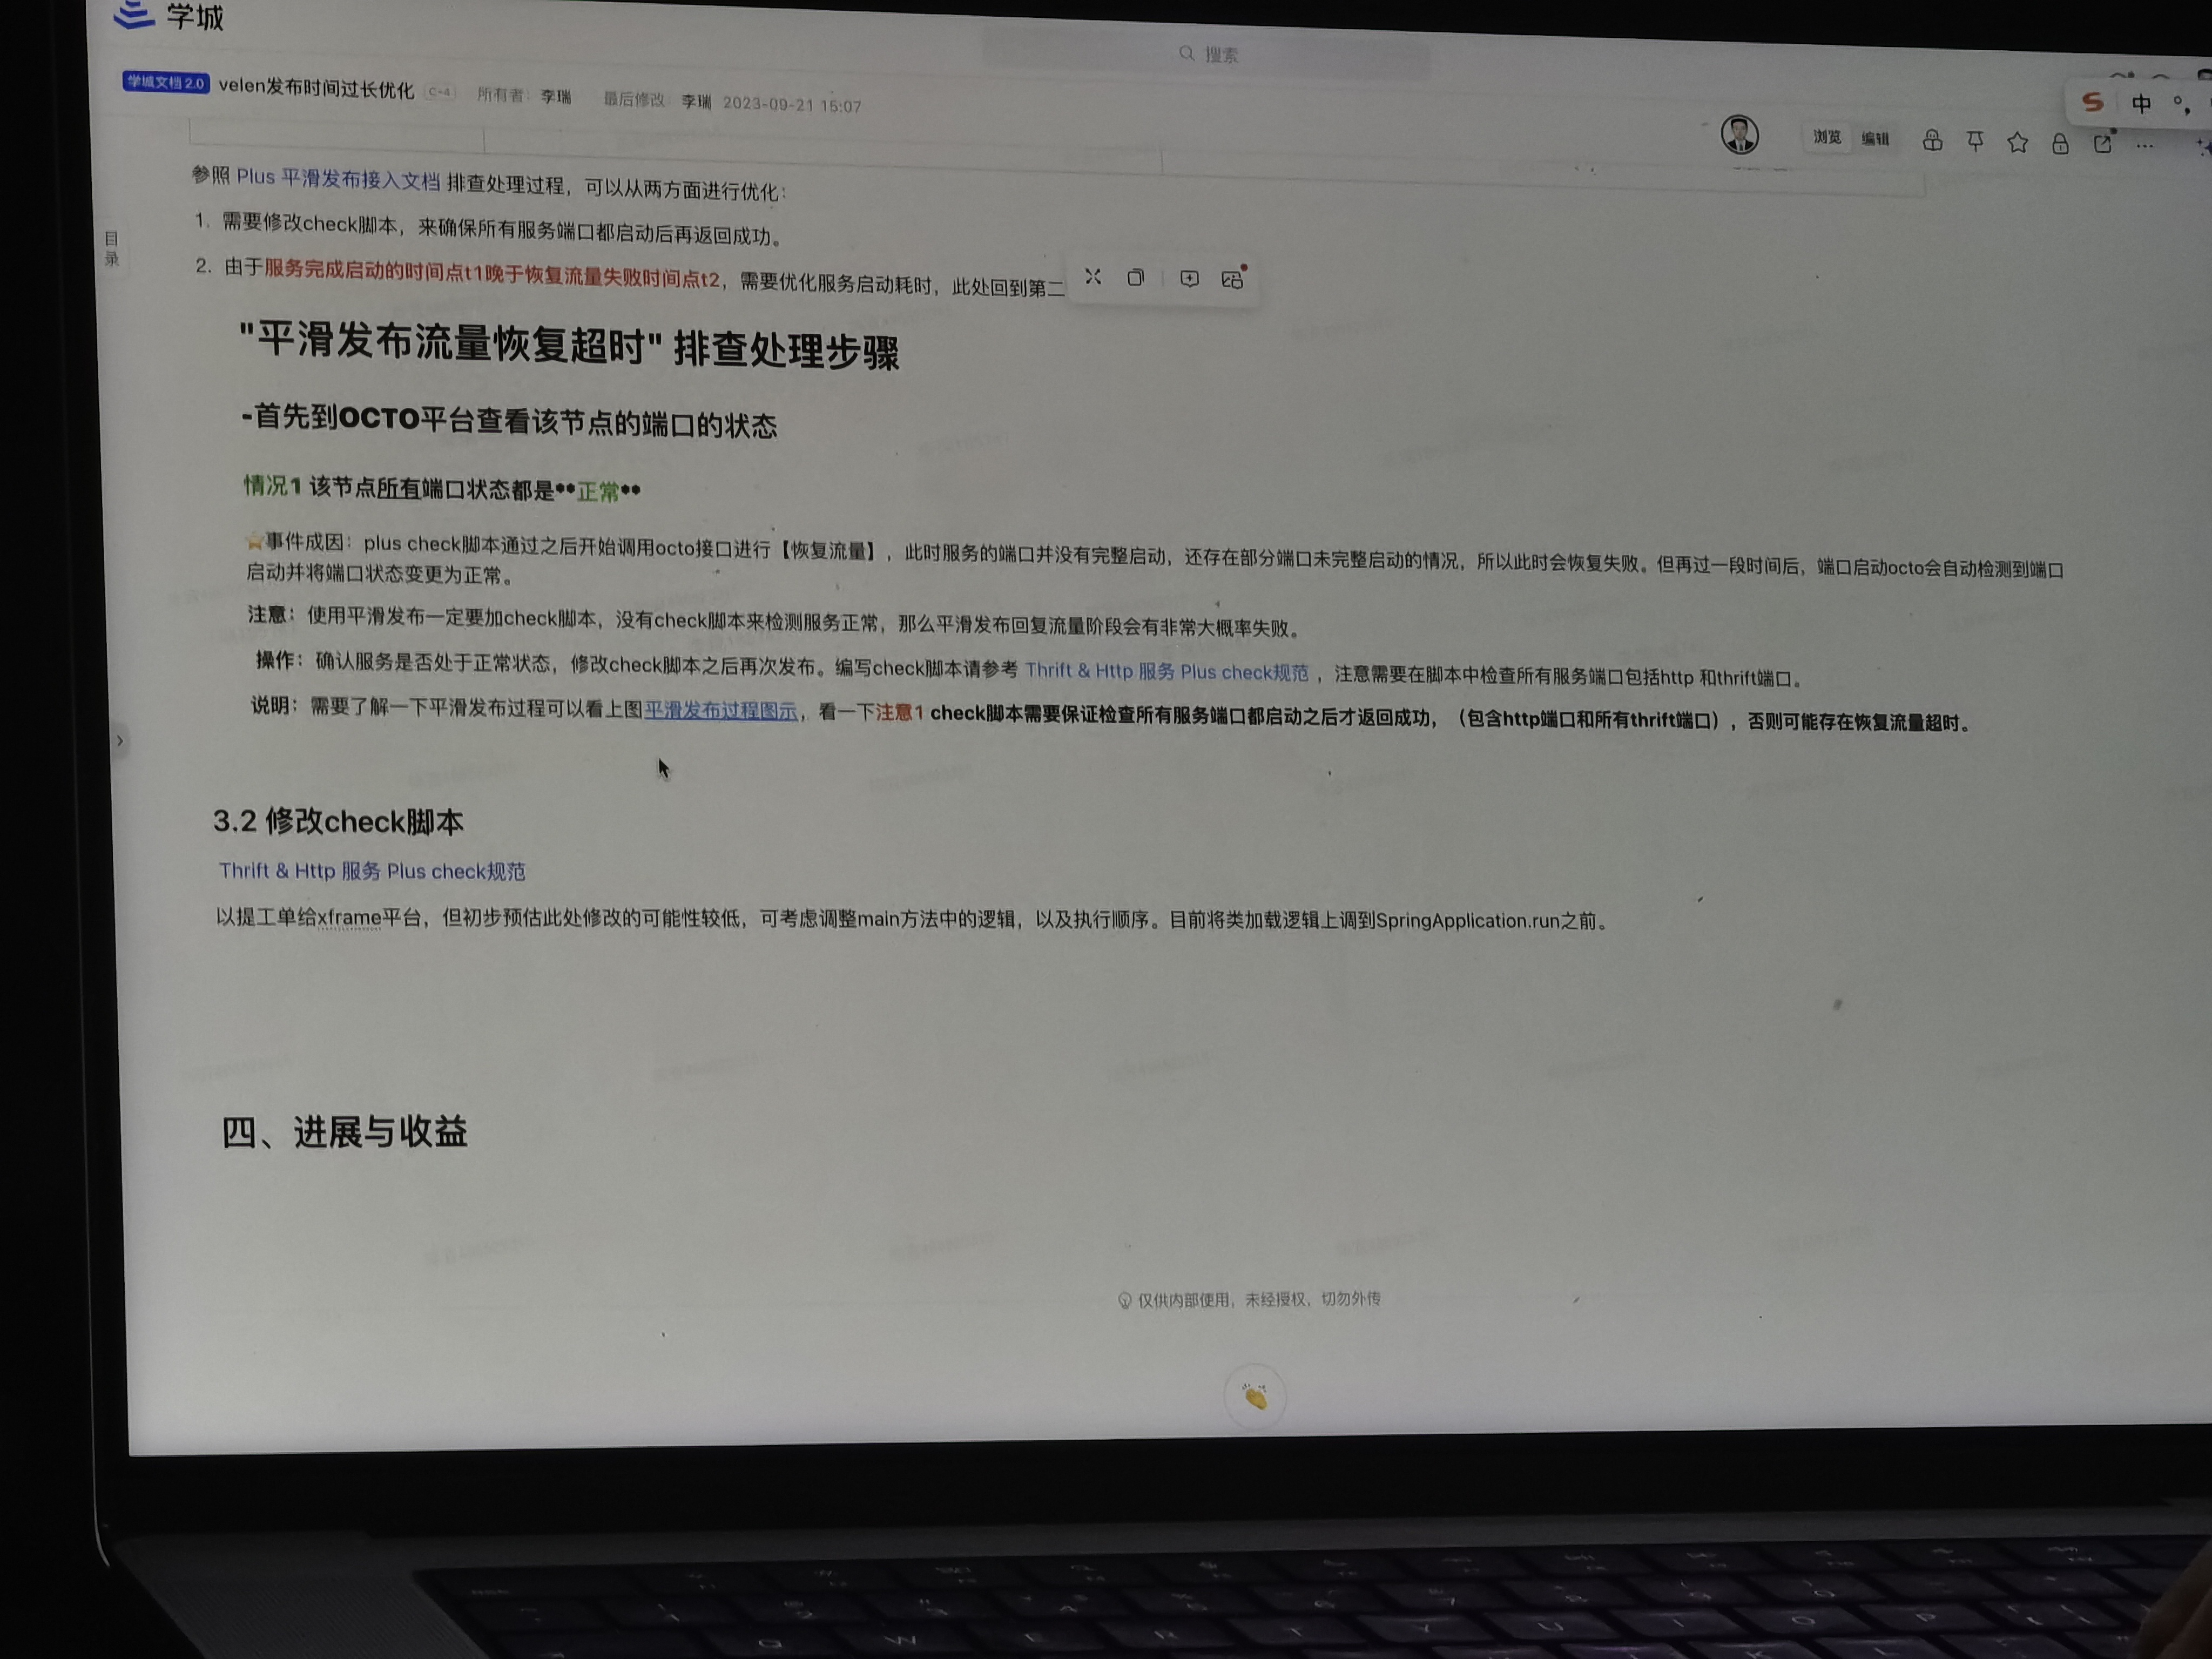 学城
搜索
学城文档 2.0 velen发布时间过长优化 C-4 所有者: 李瑞 最后修改: 李瑞 2023-09-21 15:07
中
浏览 编辑
目录
参照 Plus 平滑发布接入文档 排查处理过程，可以从两方面进行优化：
1. 需要修改check脚本，来确保所有服务端口都启动后再返回成功。
2. 由于服务完成启动的时间点t1晚于恢复流量失败时间点t2，需要优化服务启动耗时，此处回到第二
"平滑发布流量恢复超时" 排查处理步骤
-首先到OCTO平台查看该节点的端口的状态
情况1 该节点所有端口状态都是**正常**
⭐事件成因：plus check脚本通过之后开始调用octo接口进行【恢复流量】，此时服务的端口并没有完整启动，还存在部分端口未完整启动的情况，所以此时会恢复失败。但再过一段时间后，端口启动octo会自动检测到端口
启动并将端口状态变更为正常。
注意：使用平滑发布一定要加check脚本，没有check脚本来检测服务正常，那么平滑发布回复流量阶段会有非常大概率失败。
操作：确认服务是否处于正常状态，修改check脚本之后再次发布。编写check脚本请参考 Thrift & Http 服务 Plus check规范 ，注意需要在脚本中检查所有服务端口包括http 和thrift端口。
说明：需要了解一下平滑发布过程可以看上图平滑发布过程图示，看一下注意1 check脚本需要保证检查所有服务端口都启动之后才返回成功，（包含http端口和所有thrift端口），否则可能存在恢复流量超时。
3.2 修改check脚本
Thrift & Http 服务 Plus check规范
以提工单给xframe平台，但初步预估此处修改的可能性较低，可考虑调整main方法中的逻辑，以及执行顺序。目前将类加载逻辑上调到SpringApplication.run之前。
四、进展与收益
仅供内部使用，未经授权，切勿外传
Q W E R T Y U I O P
K L